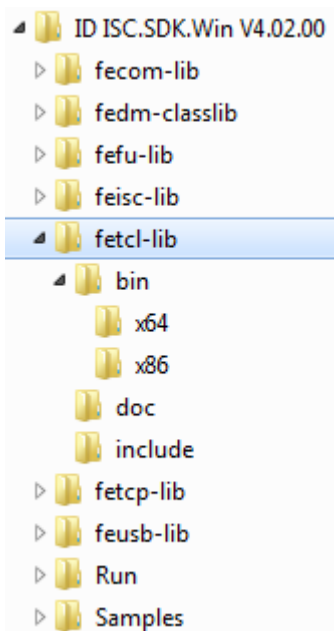 ID ISC.SDK.Win V4.02.00
fecom-lib
fedm-classlib
fefu-lib
feisc-lib
fetcl-lib
bin
x64
x86
doc
include
fetcp-lib
feusb-lib
Run
Samples